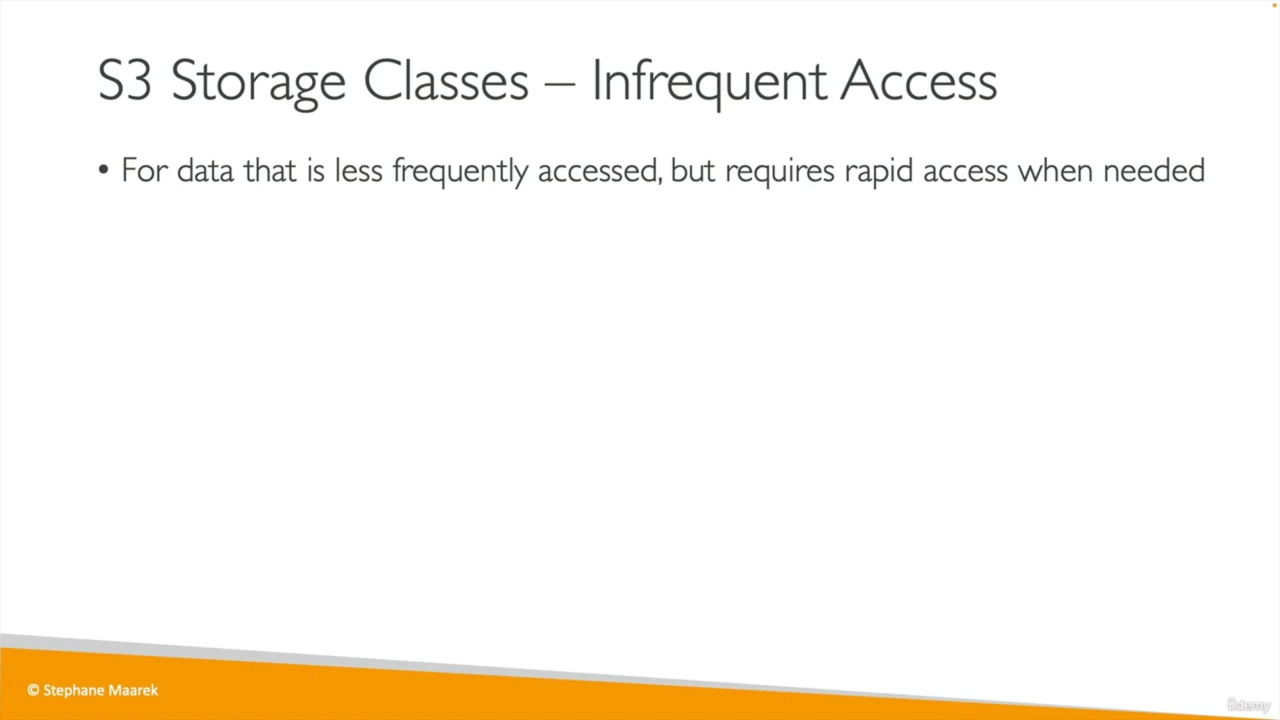 S3 Storage Classes – Infrequent Access
• For data that is less frequently accessed, but requires rapid access when needed
© Stephane Maarek
Udemy